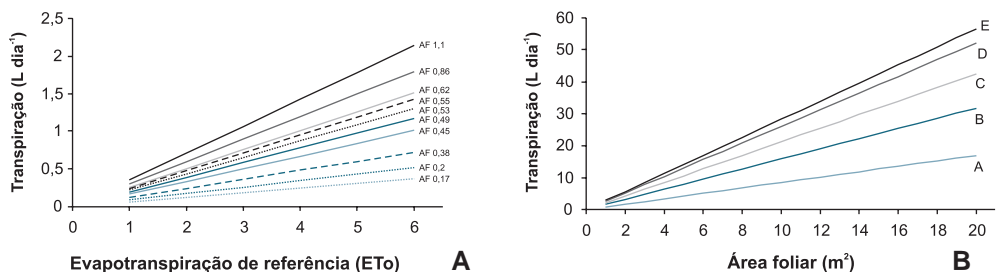 2,5
2
1,5
1
0,5
0
Transpiração (L dia⁻¹)
AF 1,1
AF 0,86
AF 0,62
AF 0,55
AF 0,53
AF 0,49
AF 0,45
AF 0,38
AF 0,2
AF 0,17
0 1 2 3 4 5 6
Evapotranspiração de referência (ETo)
A
60
50
40
30
20
10
0
Transpiração (L dia⁻¹)
E
D
C
B
A
0 2 4 6 8 10 12 14 16 18 20
Área foliar (m²)
B